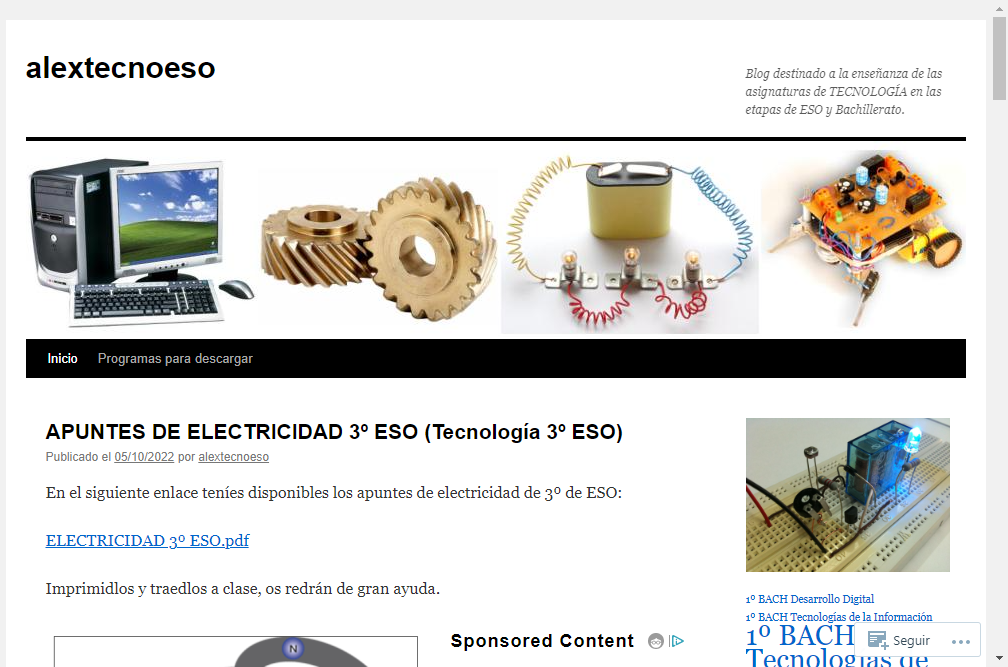 alextecnoeso
Blog destinado a la enseñanza de las
asignaturas de TECNOLOGÍA en las
etapas de ESO y Bachillerato.
Inicio
Programas para descargar
APUNTES DE ELECTRICIDAD 3º ESO (Tecnología 3º ESO)
Publicado el 05/10/2022 por alextecnoeso
En el siguiente enlace teníes disponibles los apuntes de electricidad de 3º de ESO:
ELECTRICIDAD 3º ESO.pdf
Imprimidlos y traedlos a clase, os redrán de gran ayuda.
Sponsored Content
N
1º BACH Desarrollo Digital
1º BACH Tecnologías de la Información
1º BACH
Tecnologías de
Seguir